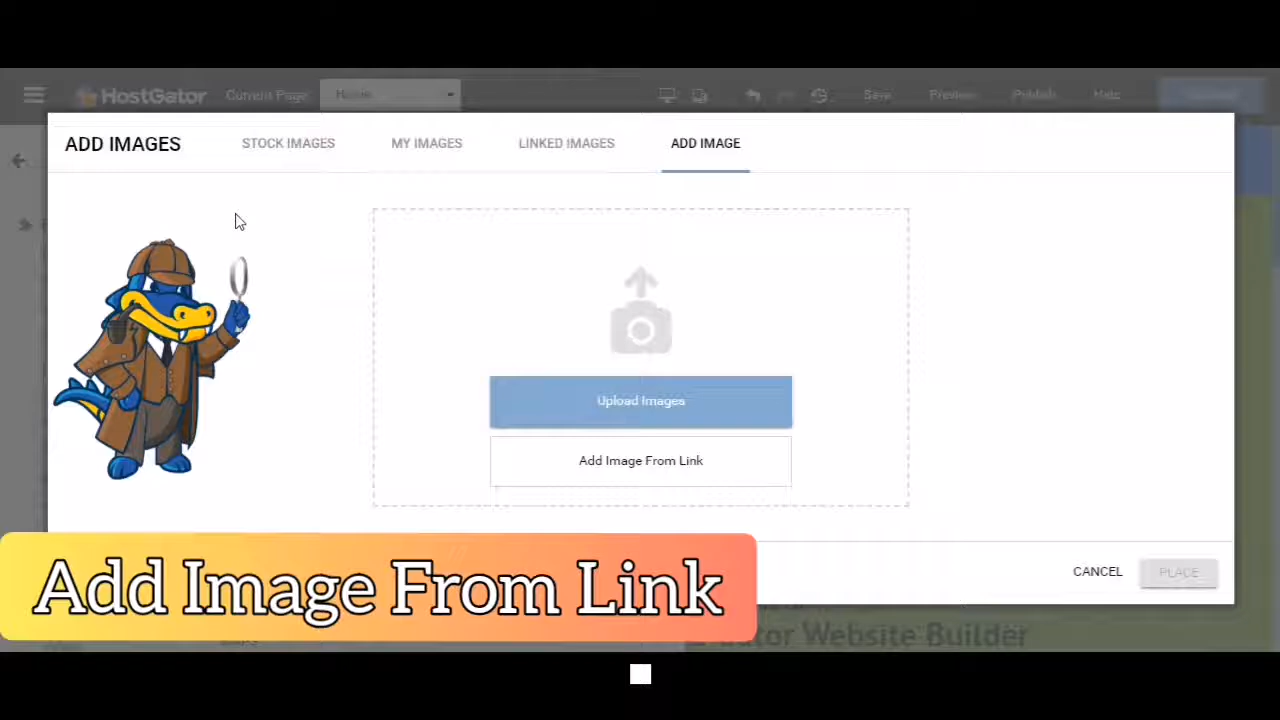 HostGator Current Page Home Save Preview Publish Help
ADD IMAGES STOCK IMAGES MY IMAGES LINKED IMAGES ADD IMAGE
Upload Images
Add Image From Link
CANCEL PLACE
Add Image From Link
Website Builder